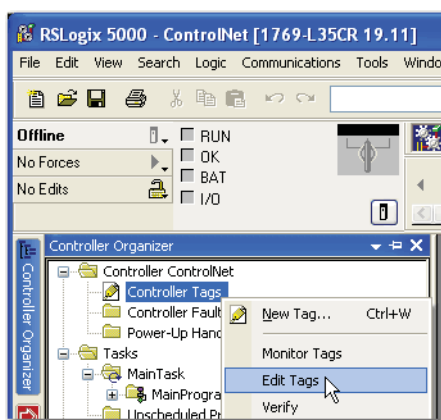 RSLogix 5000 - ControlNet [1769-L35CR 19.11]
File Edit View Search Logic Communications Tools
Offline
RUN
No Forces
OK
No Edits
BAT
I/O
Controller Organizer
Controller Organizer
Controller ControlNet
Controller Tags
Controller Fault
New Tag... Ctrl+W
Power-Up Hand
Tasks
Monitor Tags
MainTask
Edit Tags
MainProgra
Unscheduled Pr
Verify